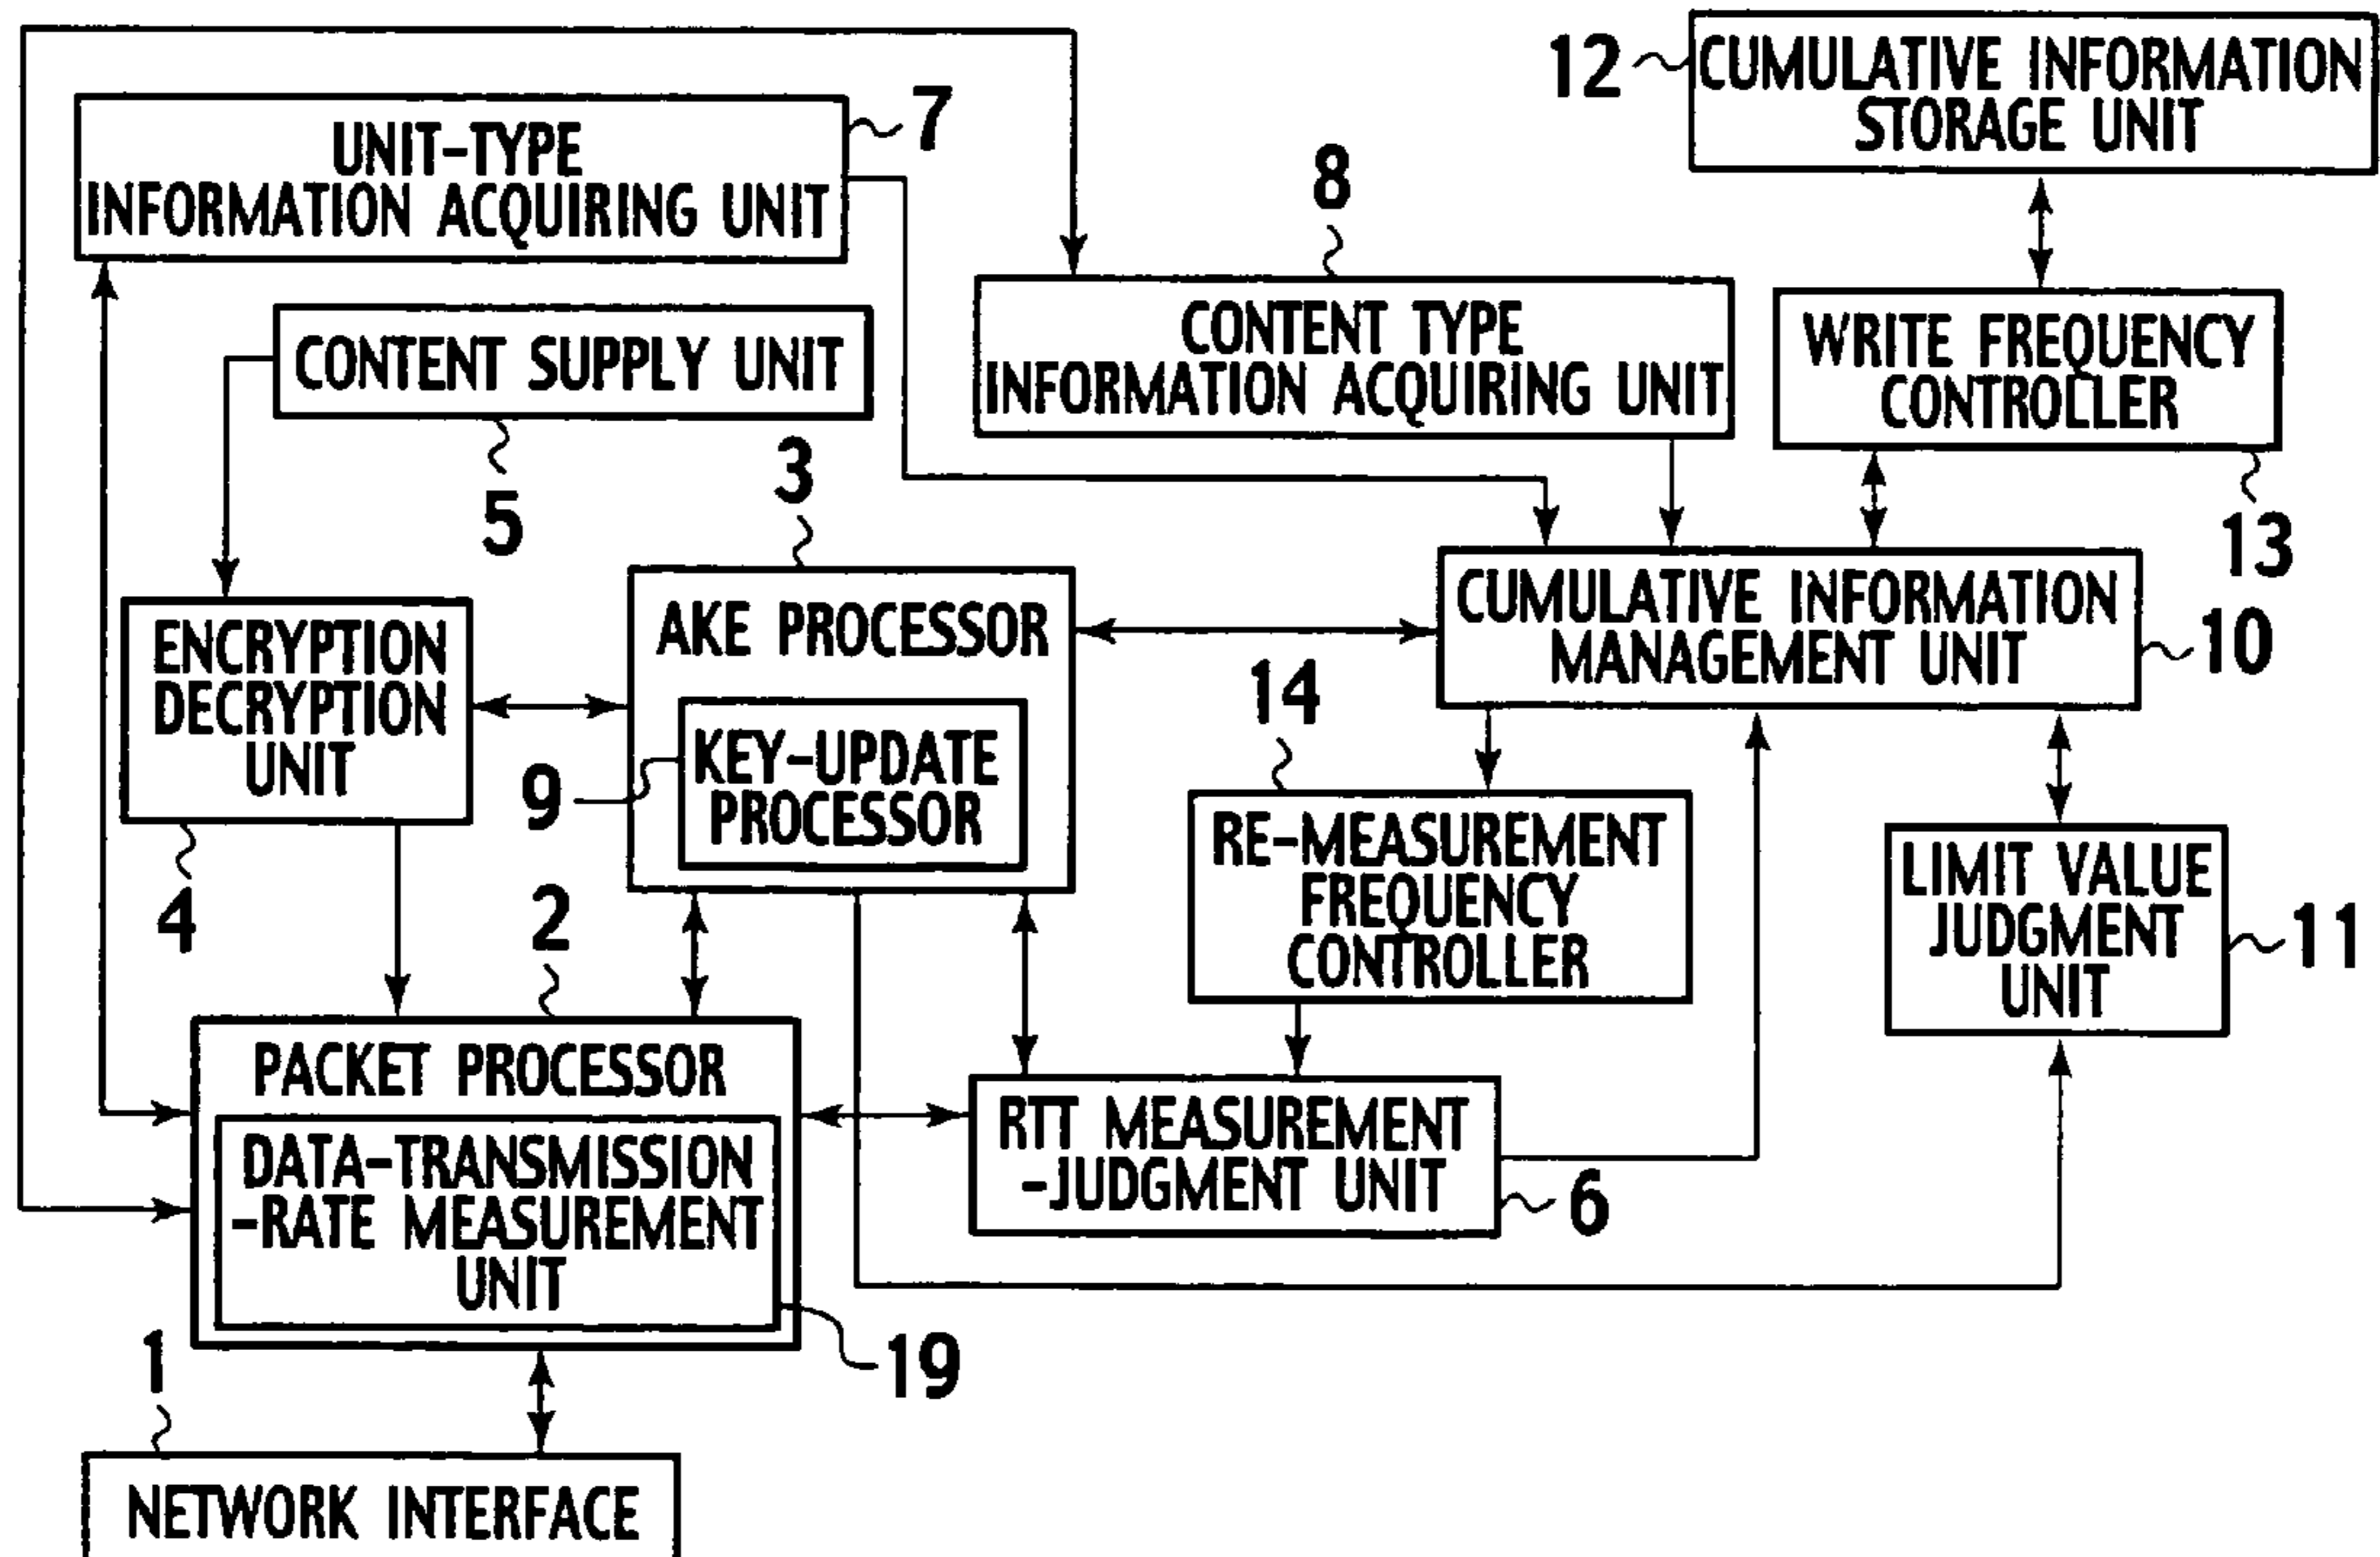 12
CUMULATIVE INFORMATION
STORAGE UNIT
7
UNIT-TYPE
INFORMATION ACQUIRING UNIT
8
CONTENT TYPE
INFORMATION ACQUIRING UNIT
WRITE FREQUENCY
CONTROLLER
13
CONTENT SUPPLY UNIT
5
3
AKE PROCESSOR
KEY-UPDATE
PROCESSOR
9
ENCRYPTION
DECRYPTION
UNIT
4
CUMULATIVE INFORMATION
MANAGEMENT UNIT
10
14
RE-MEASUREMENT
FREQUENCY
CONTROLLER
LIMIT VALUE
JUDGMENT
UNIT
11
2
PACKET PROCESSOR
DATA-TRANSMISSION
-RATE MEASUREMENT
UNIT
19
RTT MEASUREMENT
-JUDGMENT UNIT
6
1
NETWORK INTERFACE